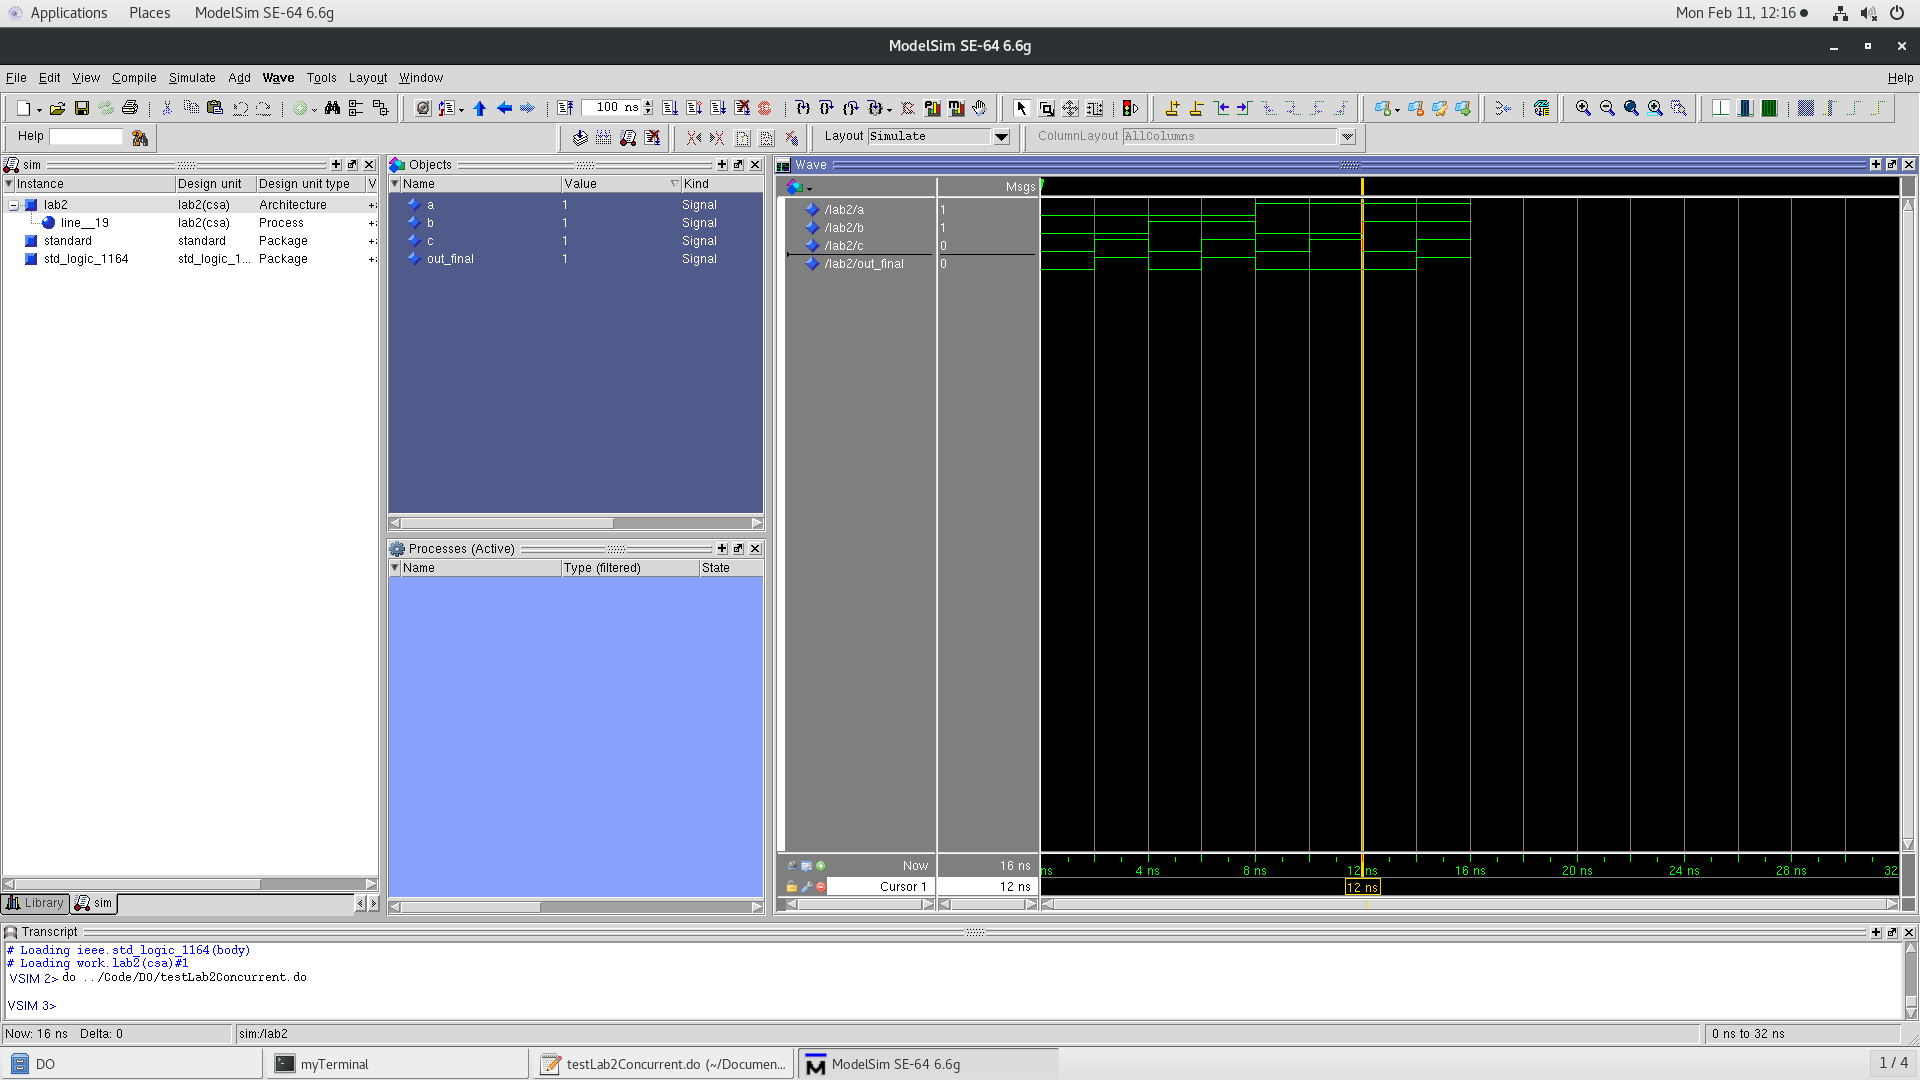 Applications Places ModelSim SE-64 6.6g Mon Feb 11, 12:16
ModelSim SE-64 6.6g
File Edit View Compile Simulate Add Wave Tools Layout Window Help
100 ns
Help Layout Simulate ColumnLayout AllColumns
sim
Instance Design unit Design unit type V
lab2 lab2(csa) Architecture
line__19 lab2(csa) Process
standard standard Package
std_logic_1164 std_logic_1... Package
Library sim
Objects
Name Value Kind
a 1 Signal
b 1 Signal
c 1 Signal
out_final 1 Signal
Processes (Active)
Name Type (filtered) State
Wave
Msgs
/lab2/a 1
/lab2/b 1
/lab2/c 0
/lab2/out_final 0
Now 16 ns ns 4 ns 8 ns 12 ns 16 ns 20 ns 24 ns 28 ns 32
Cursor 1 12 ns 12 ns
Transcript
# Loading ieee.std_logic_1164(body)
# Loading work.lab2(csa)#1
VSIM 2> do ../Code/DO/testLab2Concurrent.do
VSIM 3>
Now: 16 ns Delta: 0 sim:/lab2 0 ns to 32 ns
DO myTerminal testLab2Concurrent.do (~/Documen... ModelSim SE-64 6.6g 1 / 4